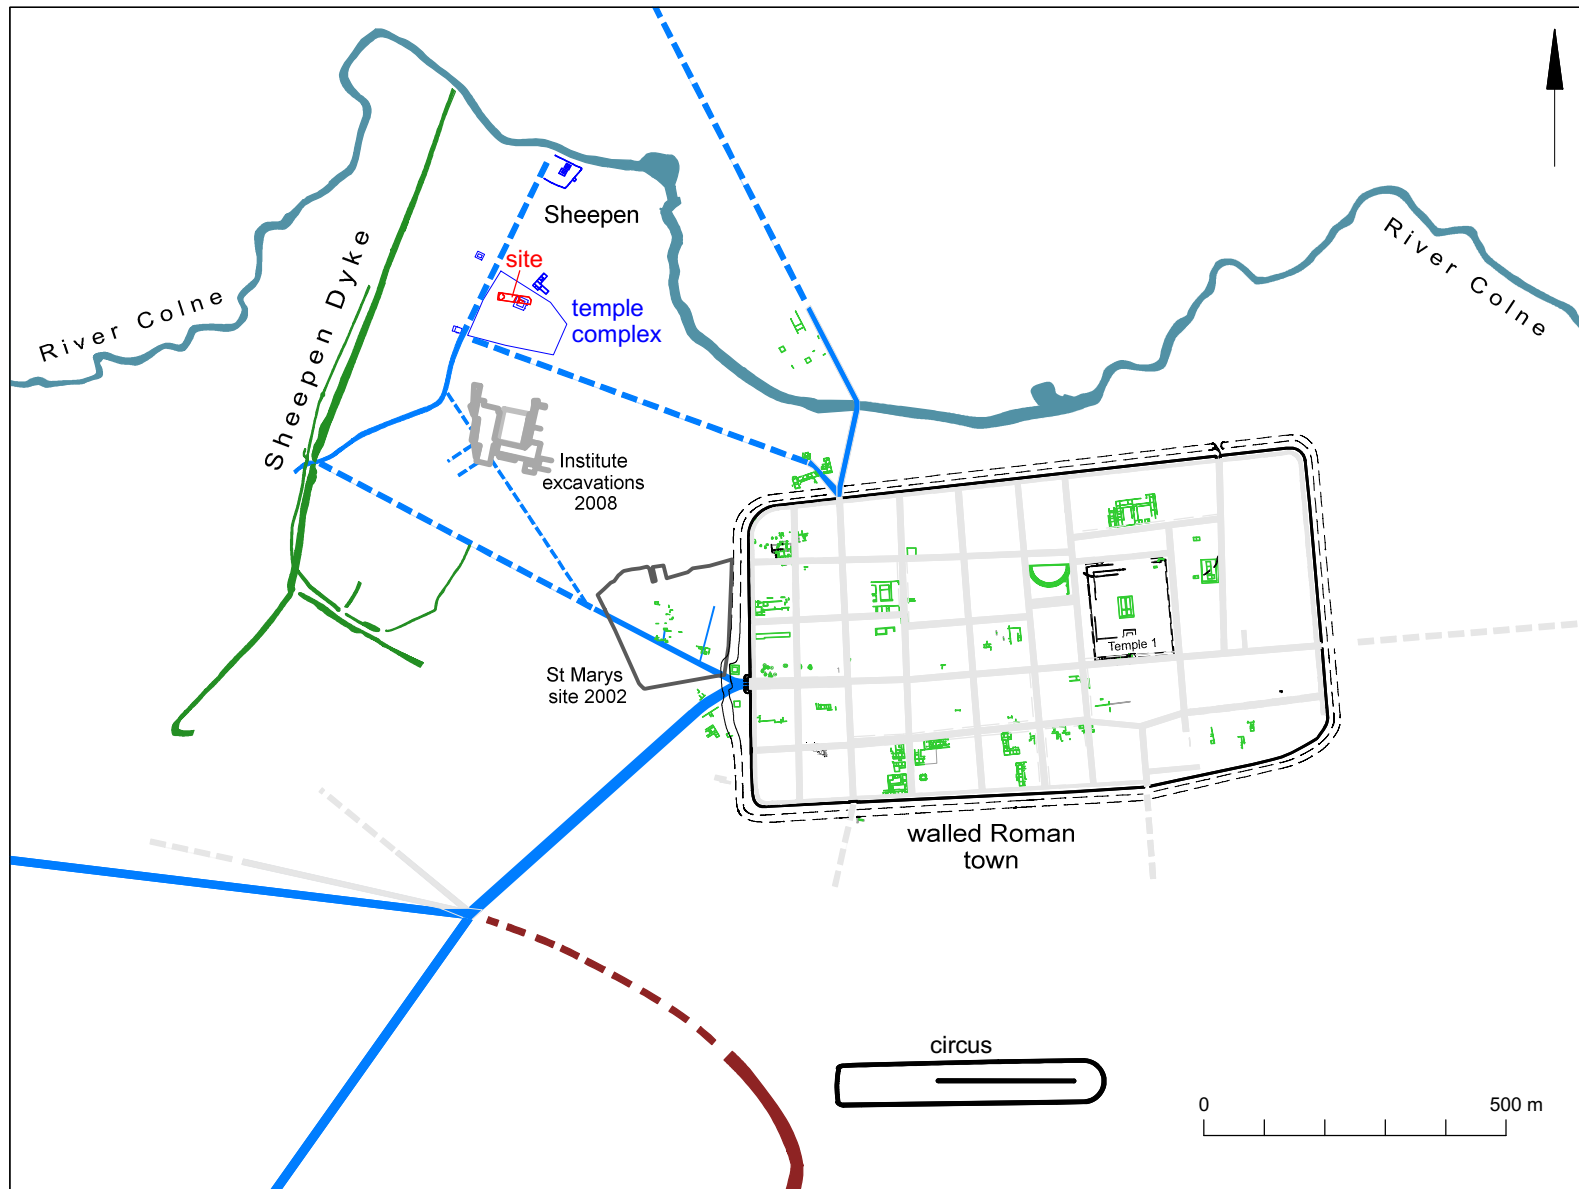 Sheepen
site
temple
complex
River Colne
River Colne
Sheepen Dyke
Institute
excavations
2008
St Marys
site 2002
Temple 1
walled Roman
town
circus
0 500 m